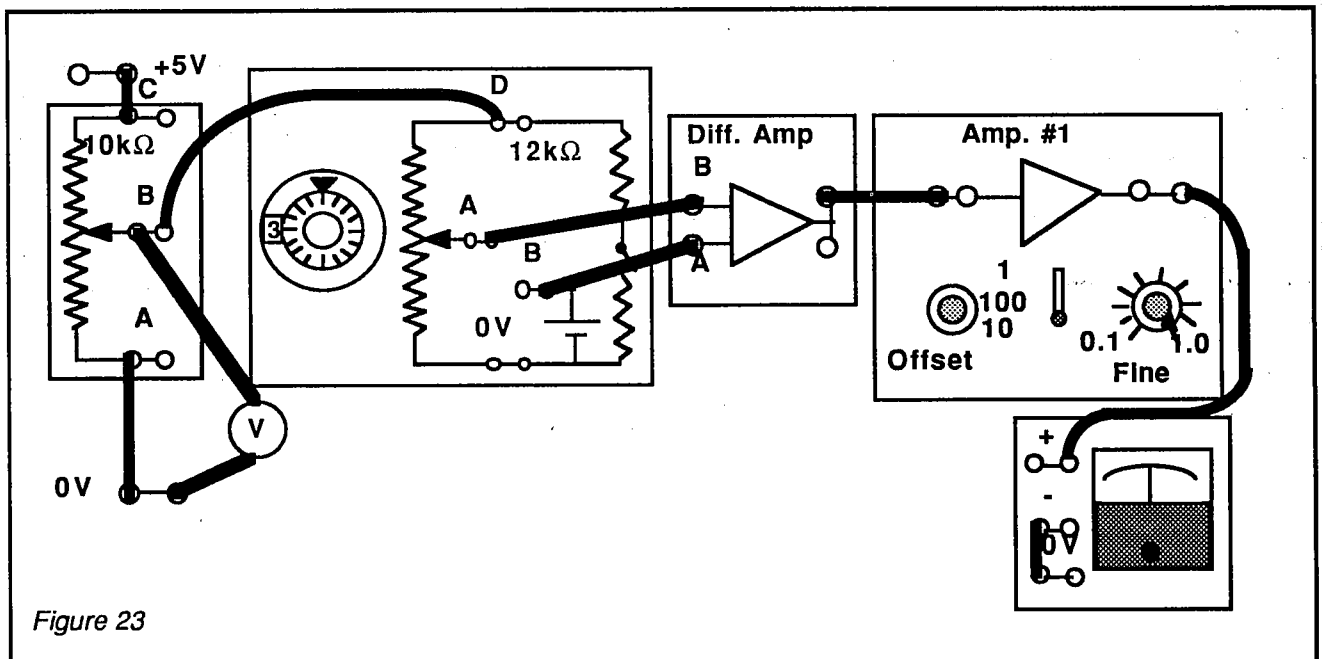 +5V
C
10kΩ
B
A
0V
V
3
D
12kΩ
A
B
0V
Diff. Amp
B
A
Amp. #1
1
100
10
Offset
0.1
1.0
Fine
+
-
0V
Figure 23